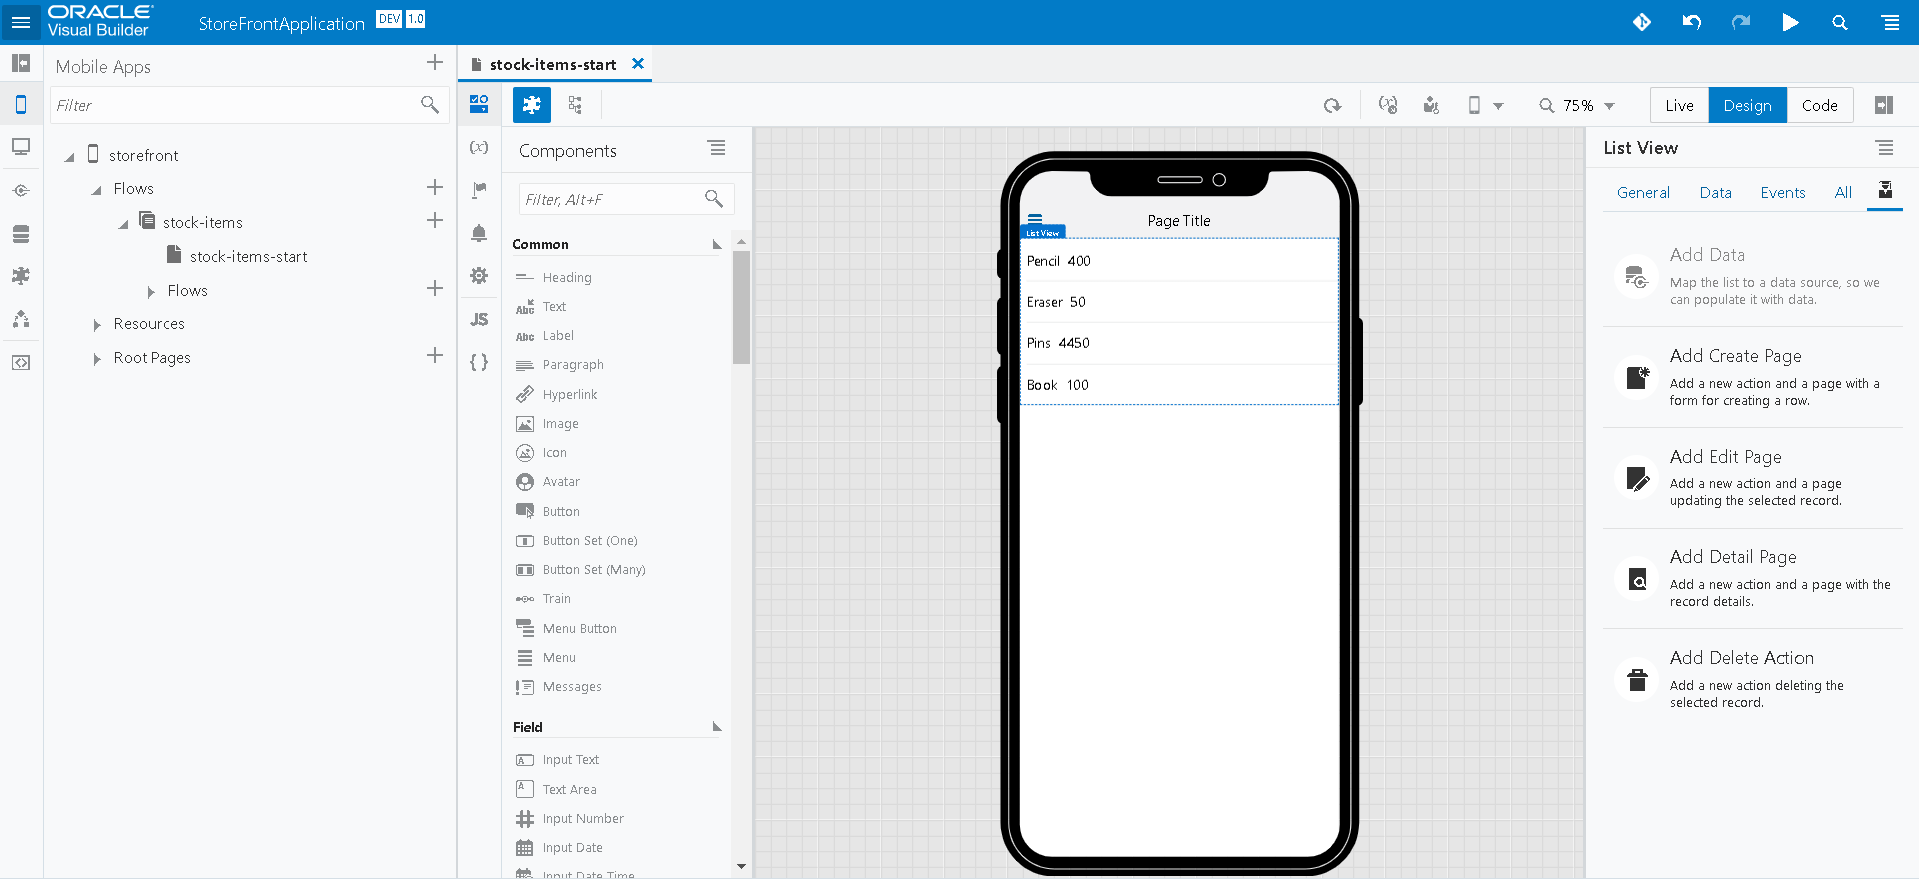 ORACLE
Visual Builder
StoreFrontApplication
DEV 1.0
Mobile Apps
Filter
storefront
Flows
stock-items
stock-items-start
Flows
Resources
Root Pages
stock-items-start
75%
Live
Design
Code
(x)
JS
{ }
Components
Filter, Alt+F
Common
Heading
Abc Text
Abc Label
Paragraph
Hyperlink
Image
Icon
Avatar
Button
Button Set (One)
Button Set (Many)
Train
Menu Button
Menu
Messages
Field
A Input Text
A Text Area
Input Number
Input Date
Input Date Time
Page Title
List View
Pencil 400
Eraser 50
Pins 4450
Book 100
List View
General
Data
Events
All
Add Data
Map the list to a data source, so we
can populate it with data.
Add Create Page
Add a new action and a page with a
form for creating a row.
Add Edit Page
Add a new action and a page
updating the selected record.
Add Detail Page
Add a new action and a page with the
record details.
Add Delete Action
Add a new action deleting the
selected record.